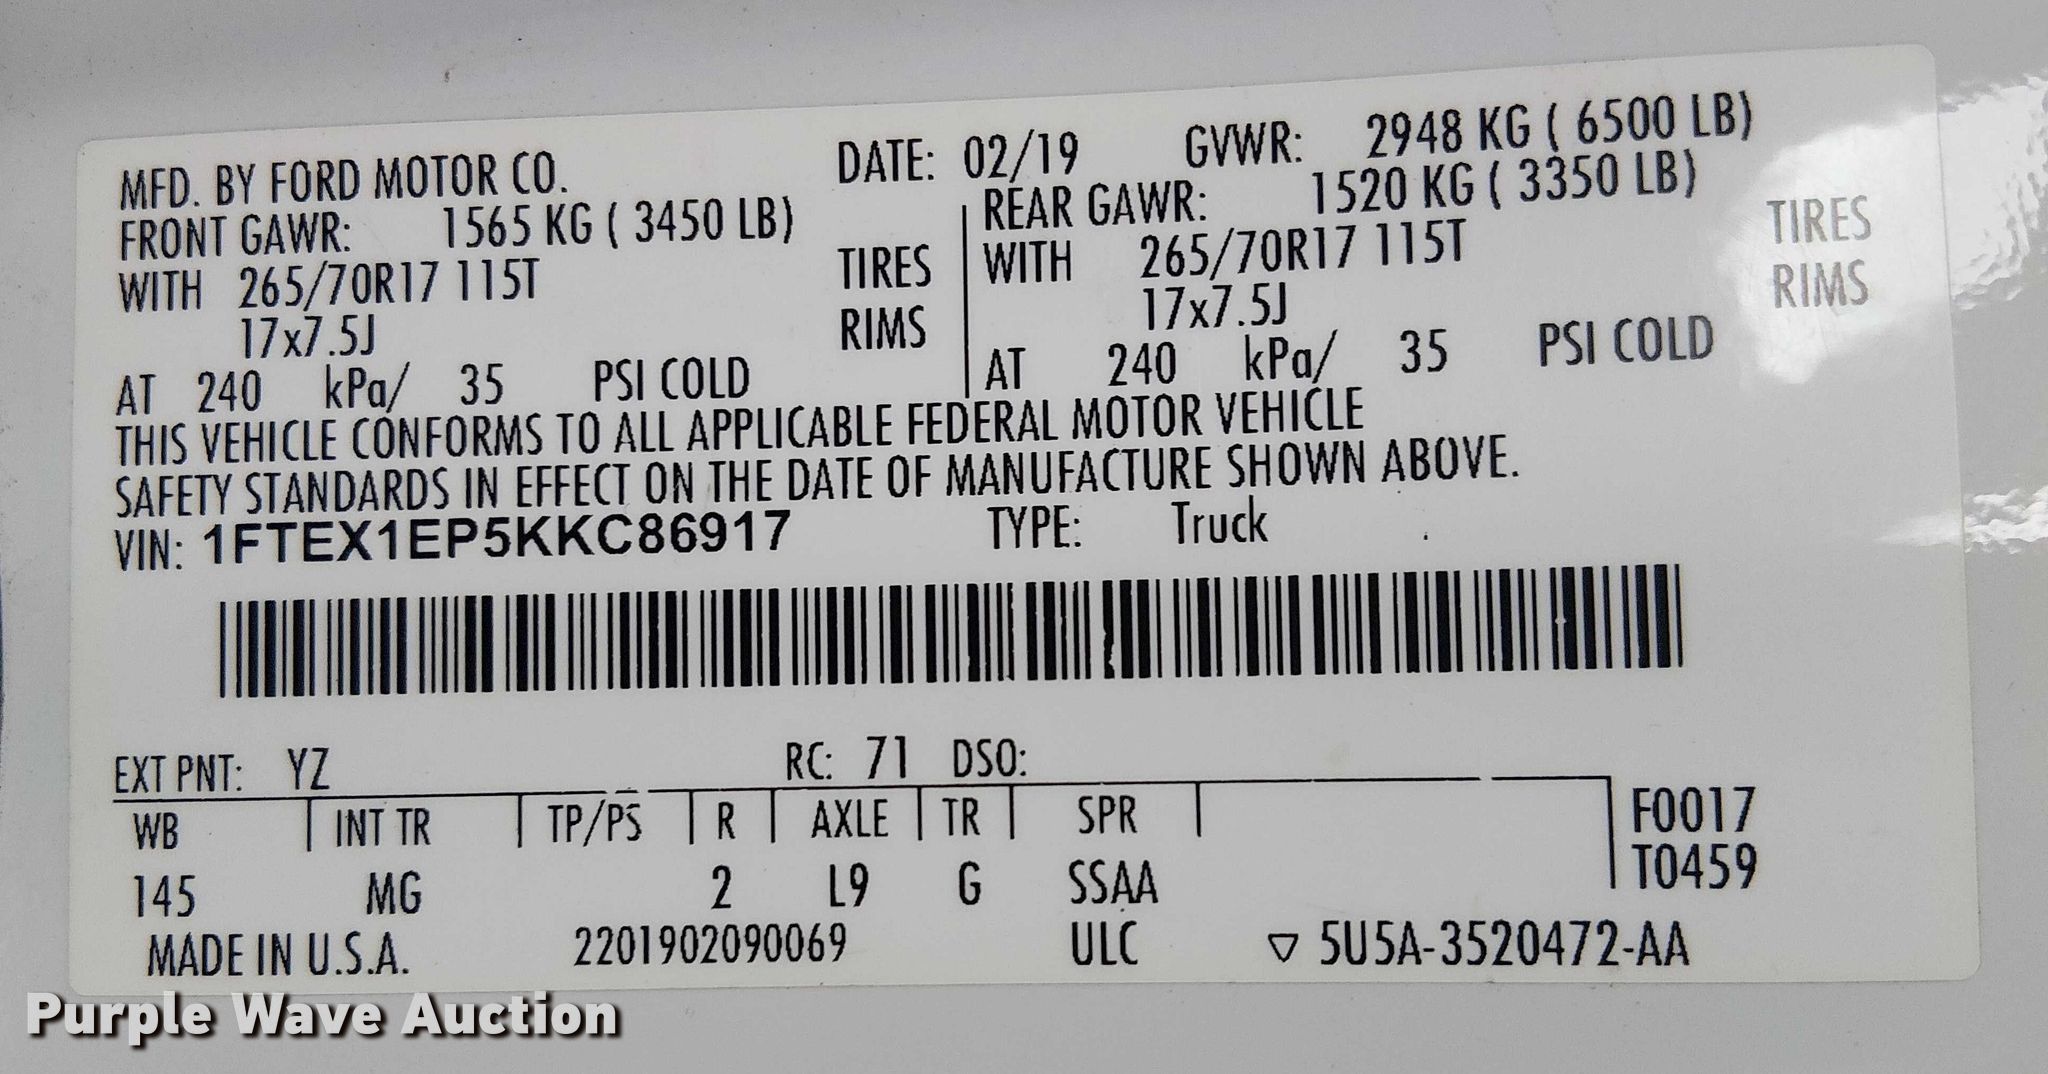 MFD. BY FORD MOTOR CO. DATE: 02/19 GVWR: 2948 KG ( 6500 LB)
FRONT GAWR: 1565 KG ( 3450 LB) REAR GAWR: 1520 KG ( 3350 LB)
WITH 265/70R17 115T TIRES WITH 265/70R17 115T TIRES
17x7.5J RIMS 17x7.5J RIMS
AT 240 kPa/ 35 PSI COLD AT 240 kPa/ 35 PSI COLD
THIS VEHICLE CONFORMS TO ALL APPLICABLE FEDERAL MOTOR VEHICLE
SAFETY STANDARDS IN EFFECT ON THE DATE OF MANUFACTURE SHOWN ABOVE.
VIN: 1FTEX1EP5KKC86917 TYPE: Truck
EXT PNT: YZ RC: 71 DSO:
WB INT TR TP/PS R AXLE TR SPR F0017
145 MG 2 L9 G SSAA T0459
MADE IN U.S.A. 2201902090069 ULC ▽ 5U5A-3520472-AA
Purple Wave Auction